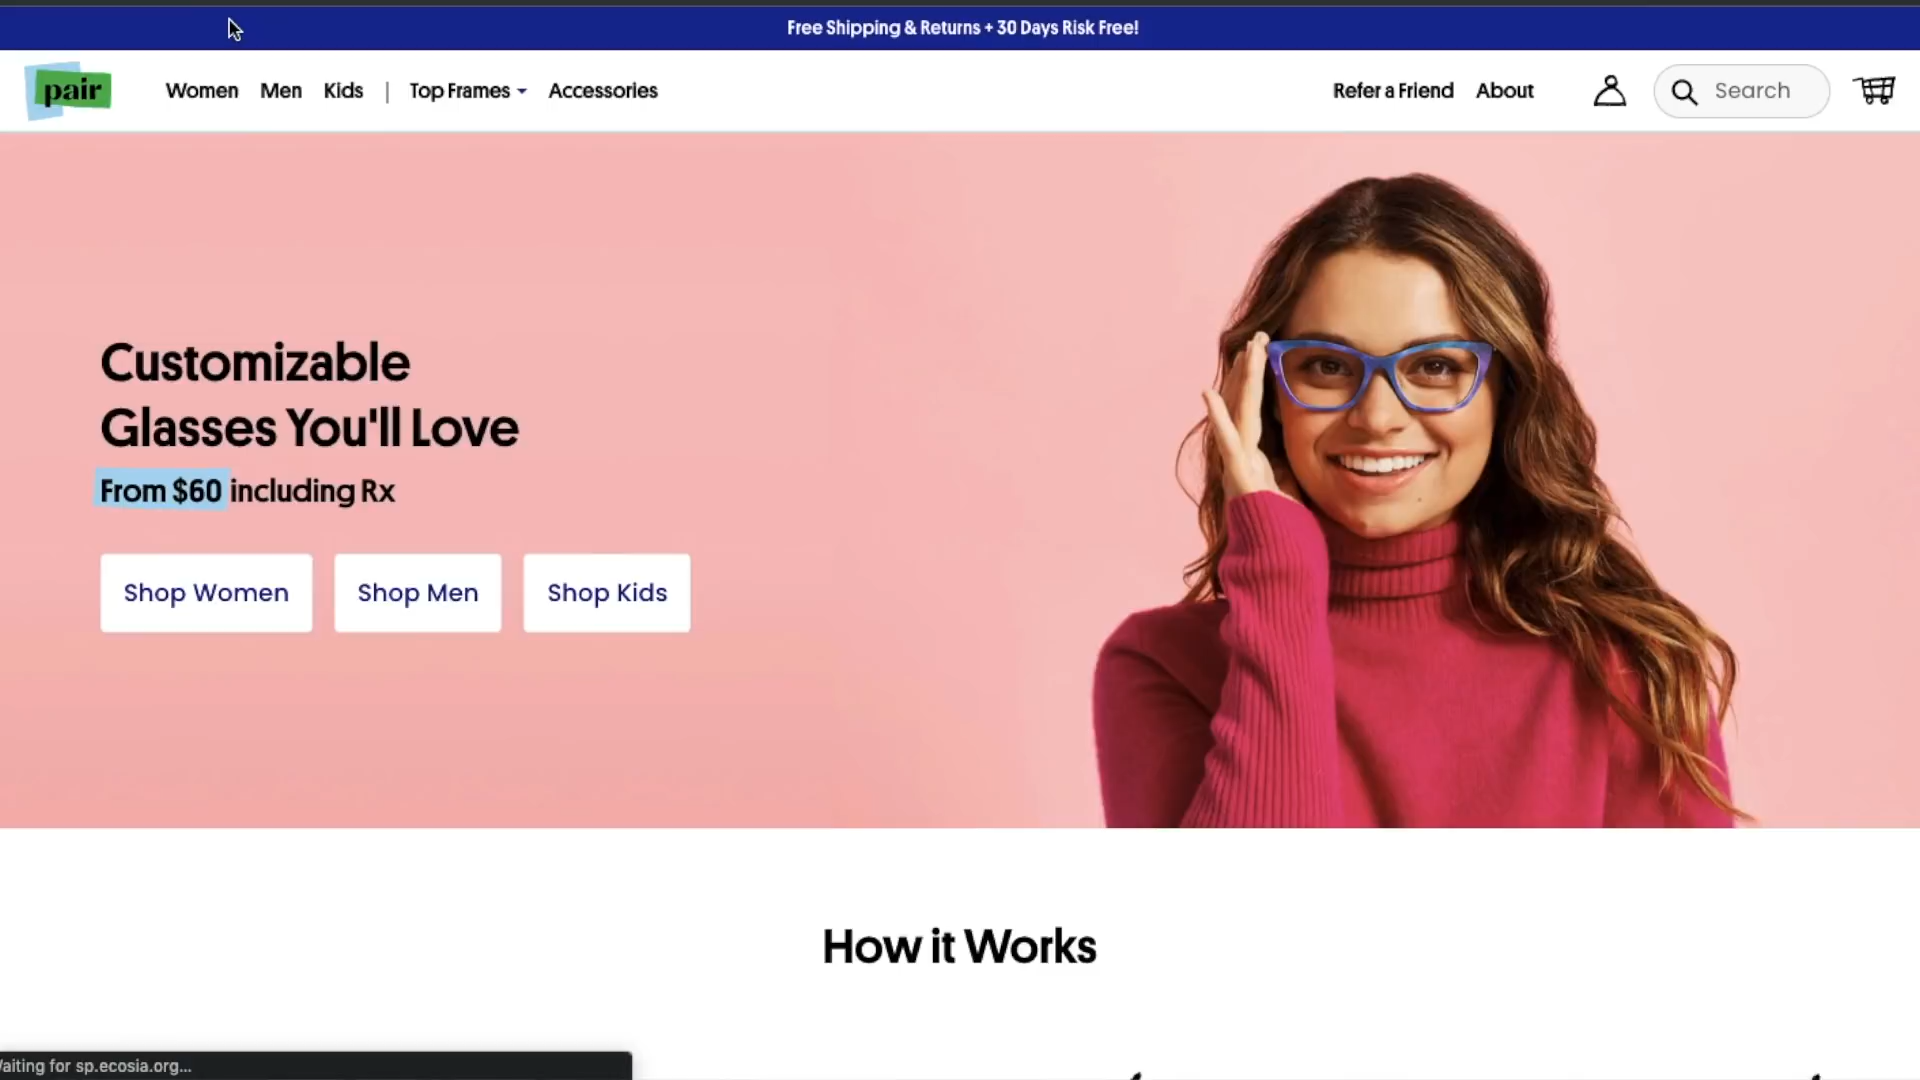 Free Shipping & Returns + 30 Days Risk Free!
pair
Women Men Kids | Top Frames Accessories
Refer a Friend About
Search
Customizable
Glasses You'll Love
From $60 including Rx
Shop Women Shop Men Shop Kids
How it Works
aiting for sp.ecosia.org...